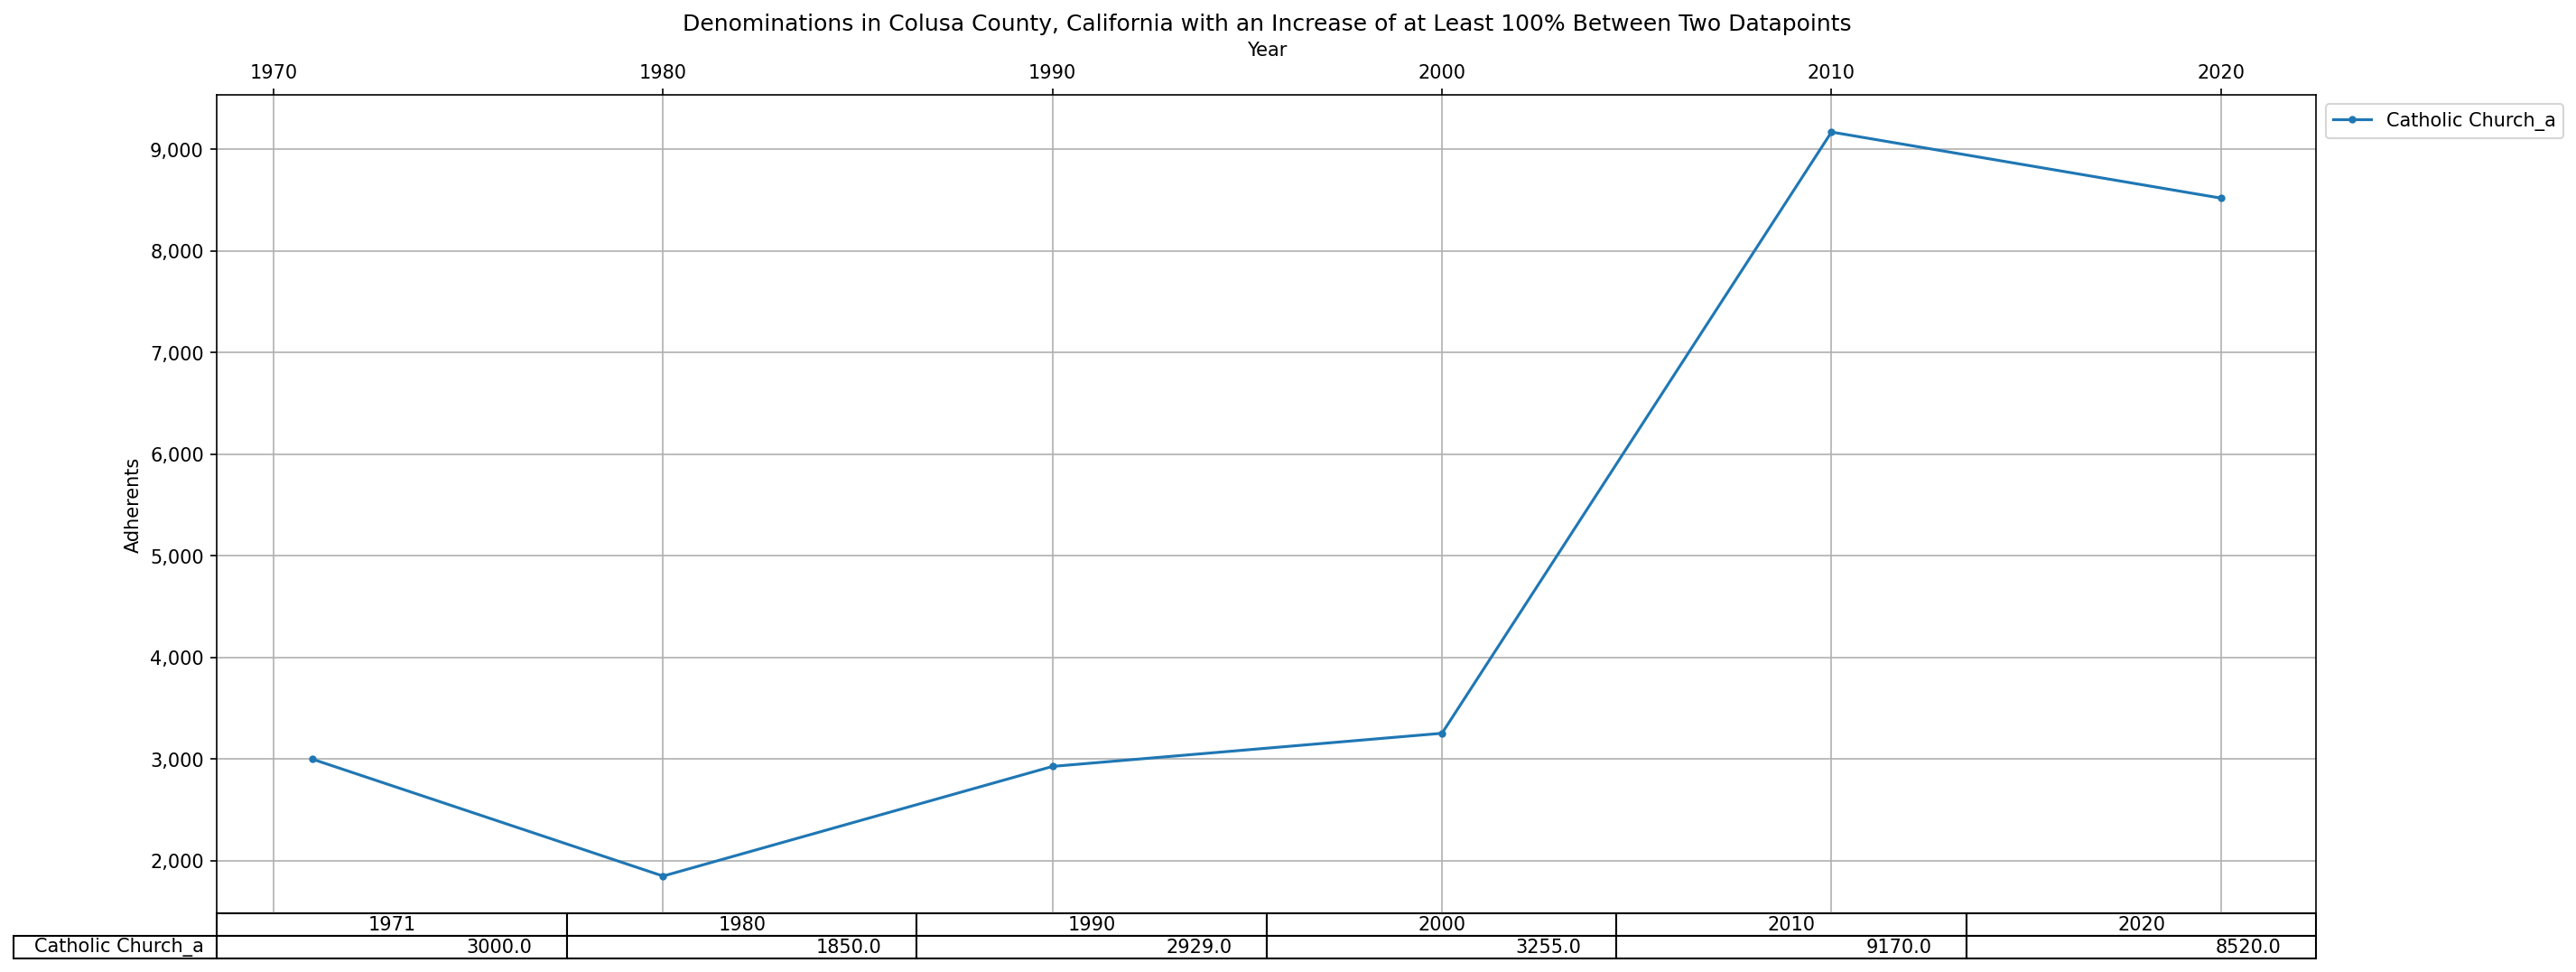 Denominations in Colusa County, California with an Increase of at Least 100% Between Two Datapoints
Year
1970 1980 1990 2000 2010 2020
Catholic Church_a
9,000
8,000
7,000
6,000
Adherents
5,000
4,000
3,000
2,000
1971 1980 1990 2000 2010 2020
Catholic Church_a 3000.0 1850.0 2929.0 3255.0 9170.0 8520.0